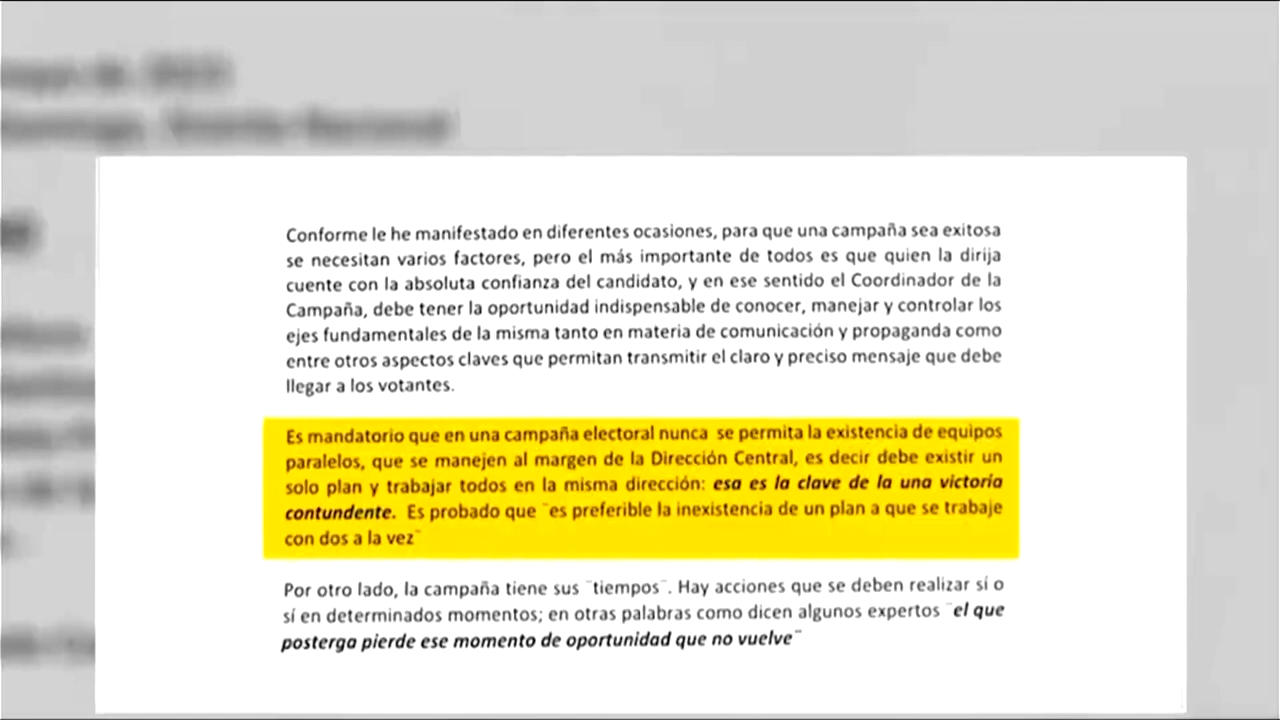 Conforme le he manifestado en diferentes ocasiones, para que una campaña sea exitosa
se necesitan varios factores, pero el más importante de todos es que quien la dirija
cuente con la absoluta confianza del candidato, y en ese sentido el Coordinador de la
Campaña, debe tener la oportunidad indispensable de conocer, manejar y controlar los
ejes fundamentales de la misma tanto en materia de comunicación y propaganda como
entre otros aspectos claves que permitan transmitir el claro y preciso mensaje que debe
llegar a los votantes.
Es mandatorio que en una campaña electoral nunca se permita la existencia de equipos
paralelos, que se manejen al margen de la Dirección Central, es decir debe existir un
solo plan y trabajar todos en la misma dirección: esa es la clave de la una victoria
contundente. Es probado que ¨es preferible la inexistencia de un plan a que se trabaje
con dos a la vez¨
Por otro lado, la campaña tiene sus ¨tiempos¨. Hay acciones que se deben realizar sí o
sí en determinados momentos; en otras palabras como dicen algunos expertos ¨el que
posterga pierde ese momento de oportunidad que no vuelve¨